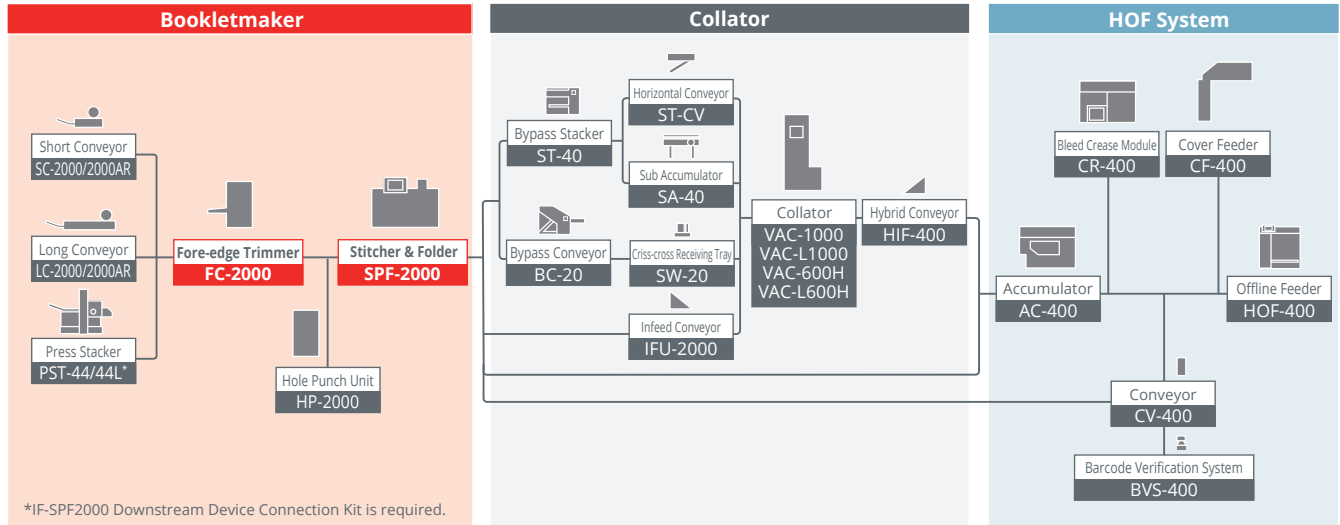 Bookletmaker
Short Conveyor
SC-2000/2000AR
Long Conveyor
LC-2000/2000AR
Press Stacker
PST-44/44L*
Fore-edge Trimmer
FC-2000
Hole Punch Unit
HP-2000
Stitcher & Folder
SPF-2000
*IF-SPF2000 Downstream Device Connection Kit is required.
Collator
Bypass Stacker
ST-40
Bypass Conveyor
BC-20
Horizontal Conveyor
ST-CV
Sub Accumulator
SA-40
Criss-cross Receiving Tray
SW-20
Infeed Conveyor
IFU-2000
Collator
VAC-1000
VAC-L1000
VAC-600H
VAC-L600H
Hybrid Conveyor
HIF-400
HOF System
Bleed Crease Module
CR-400
Cover Feeder
CF-400
Accumulator
AC-400
Offline Feeder
HOF-400
Conveyor
CV-400
Barcode Verification System
BVS-400